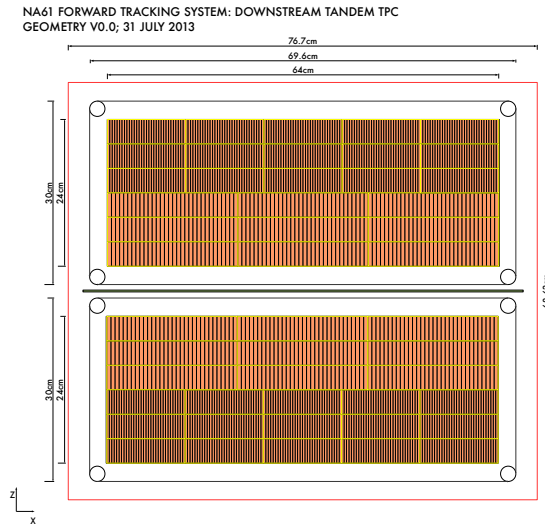 NA61 FORWARD TRACKING SYSTEM: DOWNSTREAM TANDEM TPC
GEOMETRY V0.0; 31 JULY 2013
76.7cm
69.6cm
64cm
30cm
24cm
30cm
24cm
Z
X